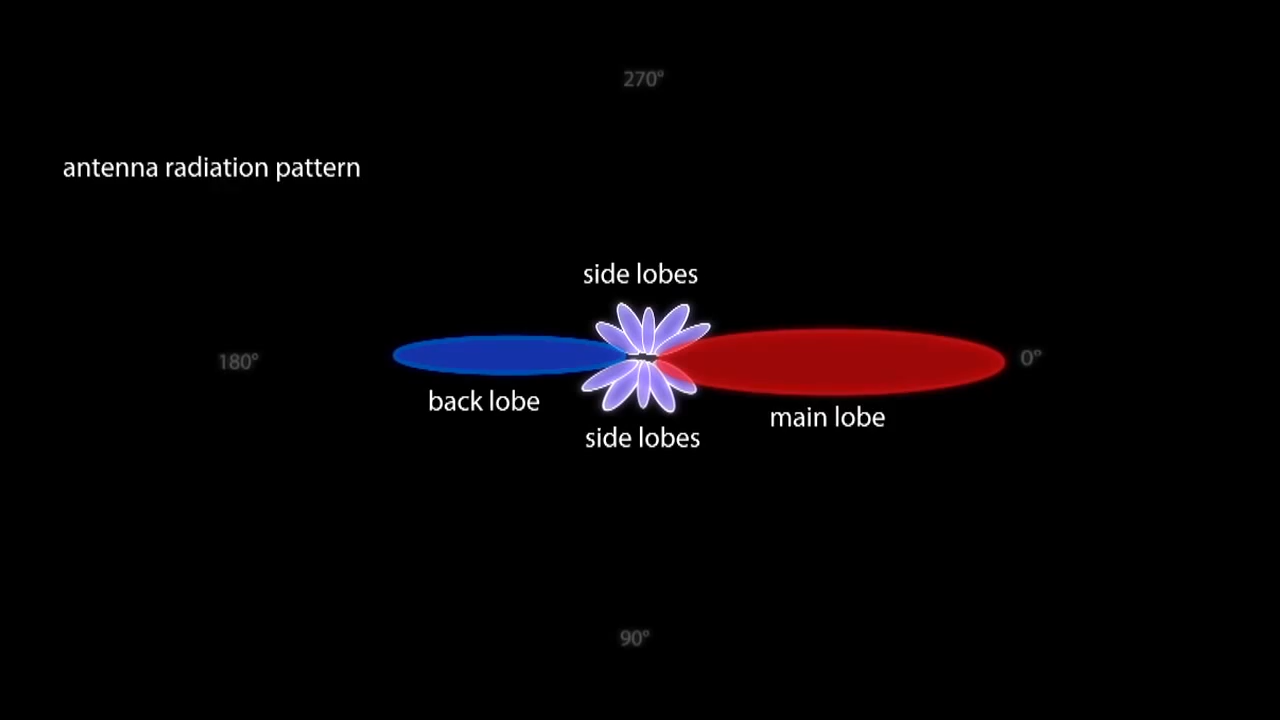 270°
antenna radiation pattern
side lobes
180°
0°
back lobe
main lobe
side lobes
90°